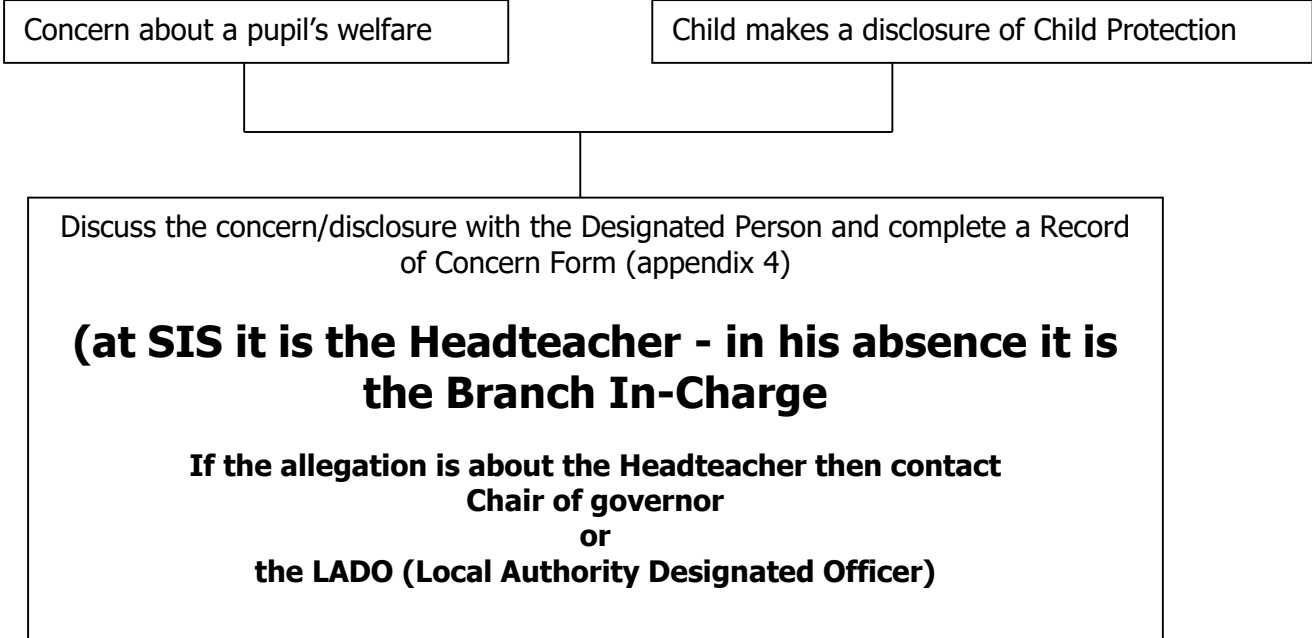 Concern about a pupil’s welfare
Child makes a disclosure of Child Protection
Discuss the concern/disclosure with the Designated Person and complete a Record
of Concern Form (appendix 4)
(at SIS it is the Headteacher - in his absence it is
the Branch In-Charge
If the allegation is about the Headteacher then contact
Chair of governor
or
the LADO (Local Authority Designated Officer)